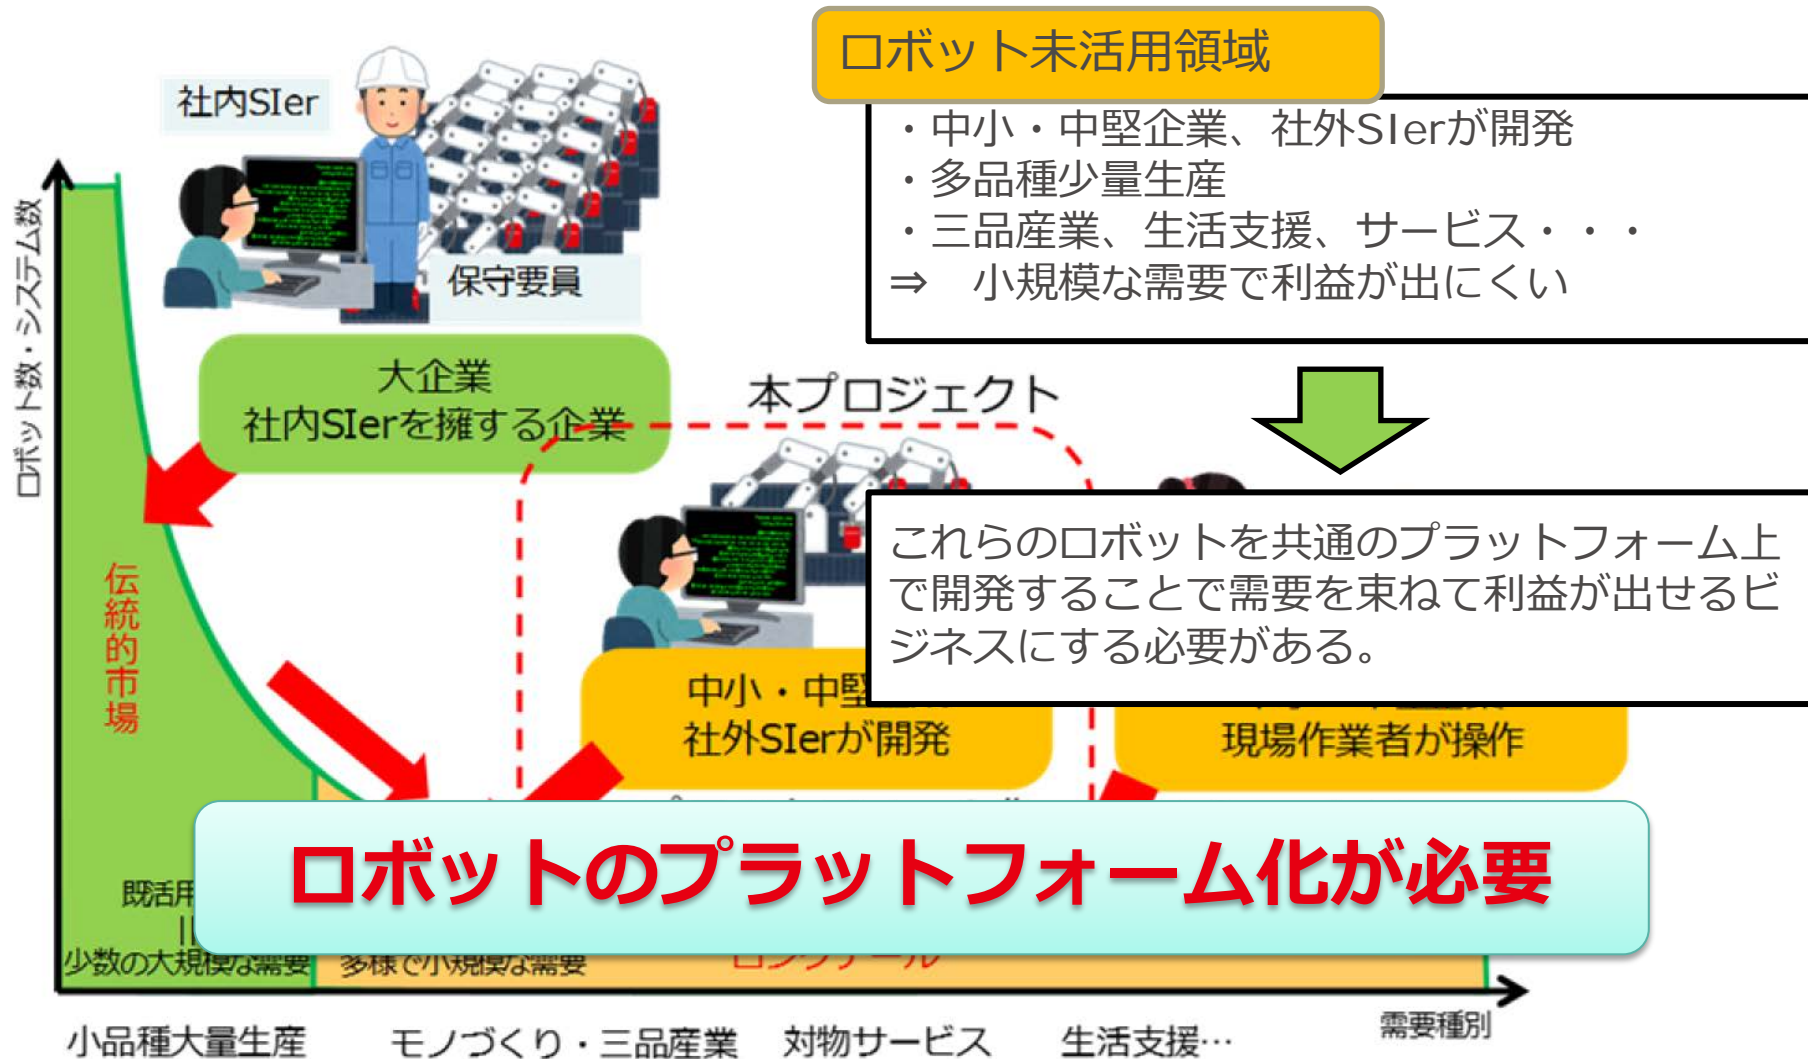 ロボット未活用領域
・中小・中堅企業、社外SIerが開発
・多品種少量生産
・三品産業、生活支援、サービス・・・
⇒　小規模な需要で利益が出にくい
社内SIer
保守要員
ロボット数・システム数
大企業
社内SIerを擁する企業
本プロジェクト
これらのロボットを共通のプラットフォーム上
で開発することで需要を束ねて利益が出せるビ
ジネスにする必要がある。
伝統的市場
中小・中堅
社外SIerが開発
現場作業者が操作
ロボットのプラットフォーム化が必要
既活用
少数の大規模な需要
多様で小規模な需要
ロングテール
需要種別
小品種大量生産
モノづくり・三品産業
対物サービス
生活支援…